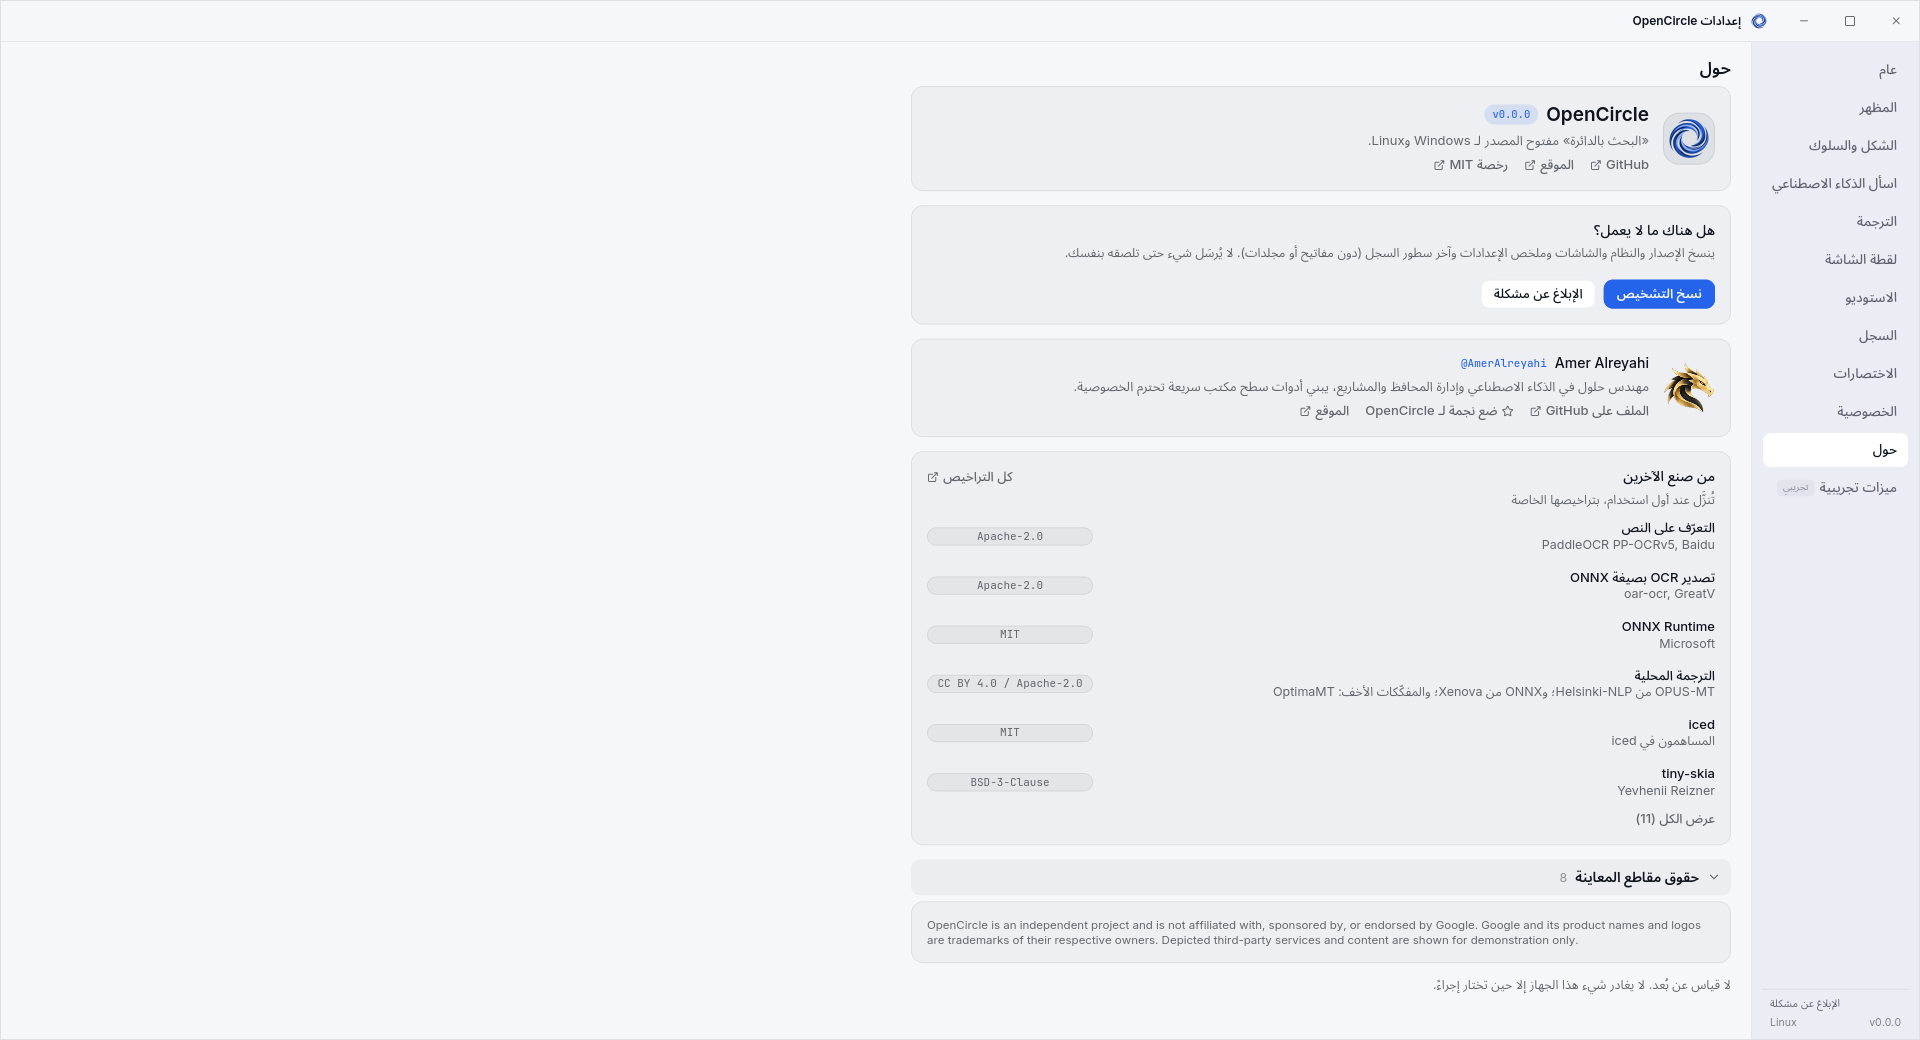 إعدادات OpenCircle
عام
المظهر
الشكل والسلوك
اسأل الذكاء الاصطناعي
الترجمة
لقطة الشاشة
الاستوديو
السجل
الاختصارات
الخصوصية
حول
ميزات تجريبية تجريبي
الإبلاغ عن مشكلة
v0.0.0 Linux
حول
OpenCircle v0.0.0
«البحث بالدائرة» مفتوح المصدر لـ Windows وLinux.
GitHub الموقع رخصة MIT
هل هناك ما لا يعمل؟
ينسخ الإصدار والنظام والشاشات وملخص الإعدادات وآخر سطور السجل (دون مفاتيح أو مجلدات). لا يُرسَل شيء حتى تلصقه بنفسك.
نسخ التشخيص الإبلاغ عن مشكلة
Amer Alreyahi @AmerAlreyahi
مهندس حلول في الذكاء الاصطناعي وإدارة المحافظ والمشاريع، يبني أدوات سطح مكتب سريعة تحترم الخصوصية.
الملف على GitHub ضع نجمة لـ OpenCircle الموقع
من صنع الآخرين كل التراخيص
تُنزَّل عند أول استخدام، بتراخيصها الخاصة
التعرّف على النص
PaddleOCR PP-OCRv5, Baidu
Apache-2.0
تصدير OCR بصيغة ONNX
oar-ocr, GreatV
Apache-2.0
ONNX Runtime
Microsoft
MIT
الترجمة المحلية
OPUS-MT من Helsinki-NLP؛ وONNX من Xenova؛ والمفكّكات الأخف: OptimaMT
CC BY 4.0 / Apache-2.0
iced
المساهمون في iced
MIT
tiny-skia
Yevhenii Reizner
BSD-3-Clause
عرض الكل (11)
حقوق مقاطع المعاينة 8
OpenCircle is an independent project and is not affiliated with, sponsored by, or endorsed by Google. Google and its product names and logos
are trademarks of their respective owners. Depicted third-party services and content are shown for demonstration only.
لا قياس عن بُعد. لا يغادر شيء هذا الجهاز إلا حين تختار إجراءً.